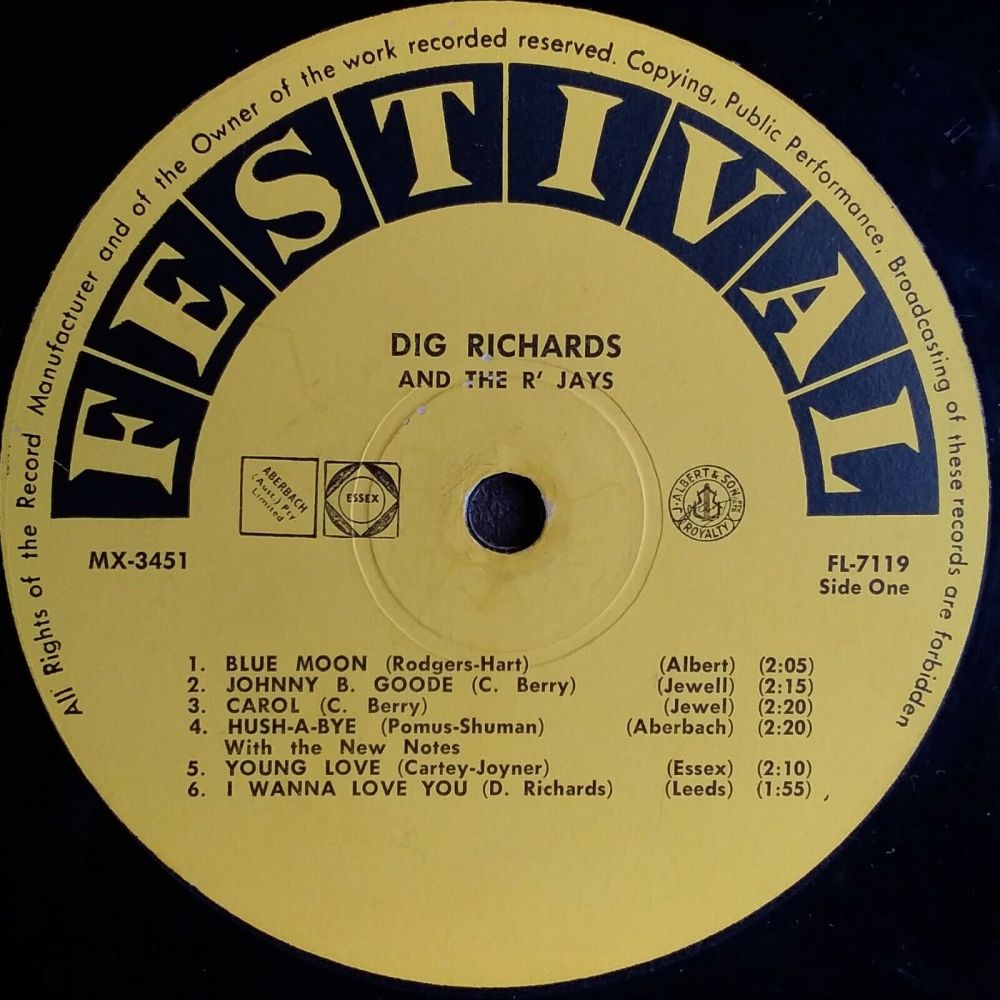 All Rights of the Record Manufacturer and of the Owner of the work recorded reserved. Copying, Public Performance, Broadcasting of these records are forbidden
FESTIVAL
DIG RICHARDS
AND THE R' JAYS
ABERBACH
(Aust.) Pty
Limited
ESSEX
J. ALBERT & SON PTY. LTD.
ROYALTY
MX-3451
FL-7119
Side One
1. BLUE MOON (Rodgers-Hart) (Albert) (2:05)
2. JOHNNY B. GOODE (C. Berry) (Jewell) (2:15)
3. CAROL (C. Berry) (Jewel) (2:20)
4. HUSH-A-BYE (Pomus-Shuman) (Aberbach) (2:20)
With the New Notes
5. YOUNG LOVE (Cartey-Joyner) (Essex) (2:10)
6. I WANNA LOVE YOU (D. Richards) (Leeds) (1:55)